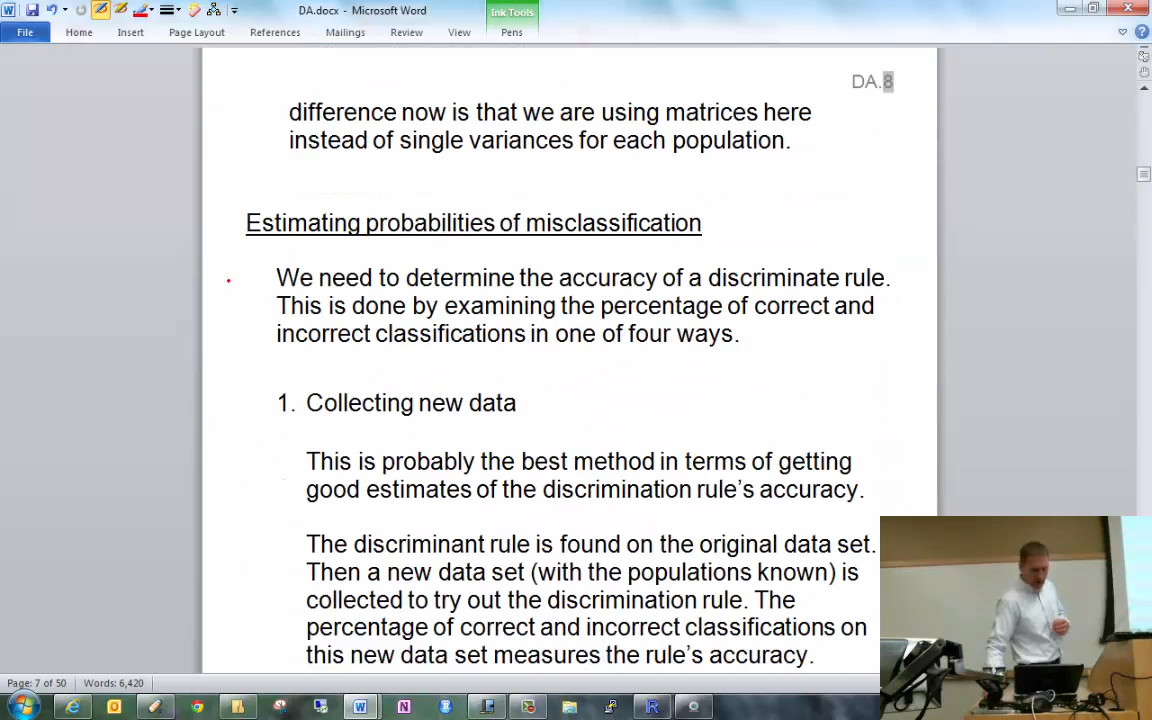 DA.docx - Microsoft Word
Ink Tools
File Home Insert Page Layout References Mailings Review View Pens
DA.8
difference now is that we are using matrices here
instead of single variances for each population.
Estimating probabilities of misclassification
We need to determine the accuracy of a discriminate rule.
This is done by examining the percentage of correct and
incorrect classifications in one of four ways.
1. Collecting new data
This is probably the best method in terms of getting
good estimates of the discrimination rule's accuracy.
The discriminant rule is found on the original data set.
Then a new data set (with the populations known) is
collected to try out the discrimination rule. The
percentage of correct and incorrect classifications on
this new data set measures the rule's accuracy.
Page: 7 of 50 Words: 6,420